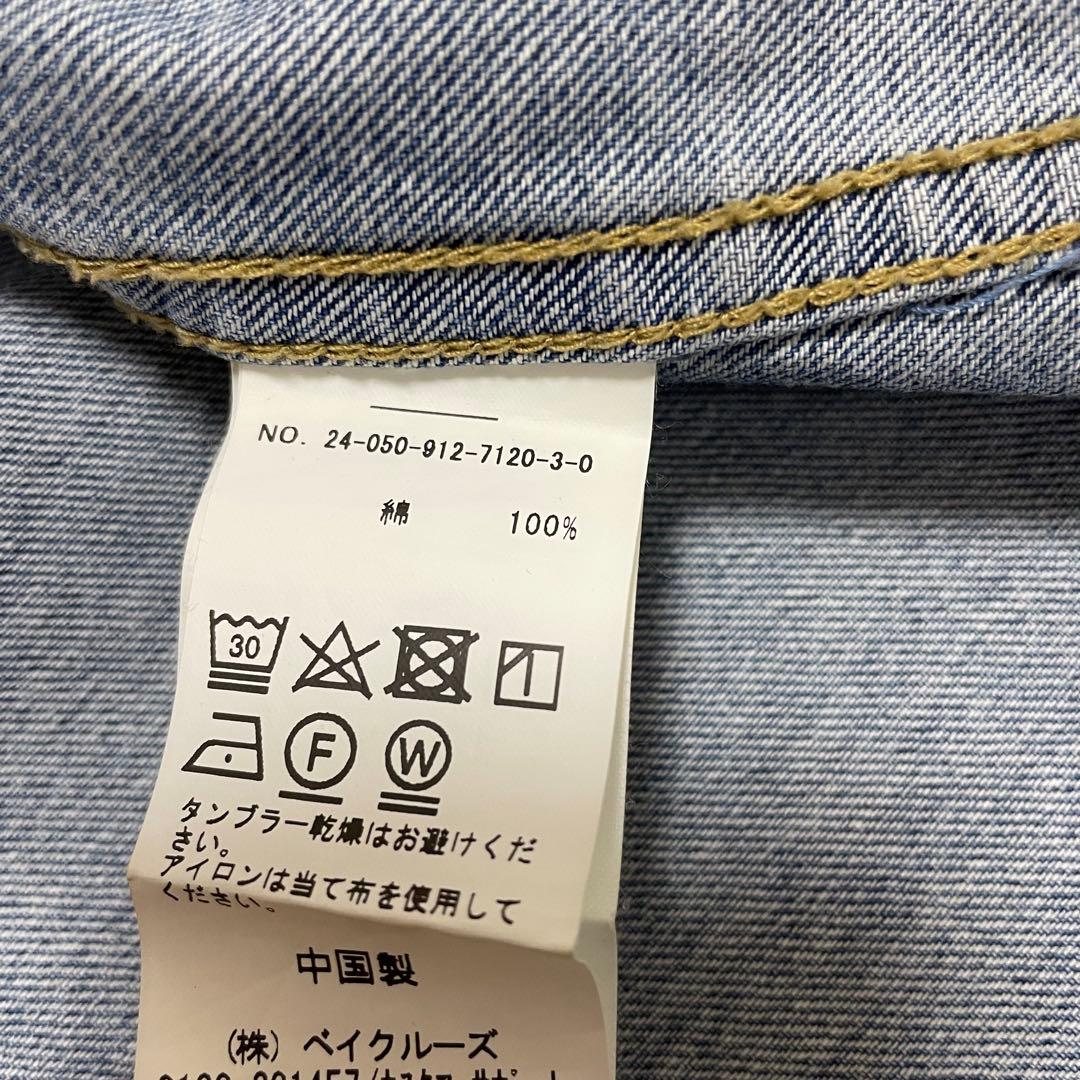 NO. 24-050-912-7120-3-0
綿 100%
30
F W
タンブラー乾燥はお避けくだ
さい。
アイロンは当て布を使用して
ください。
中国製
(株) ベイクルーズ